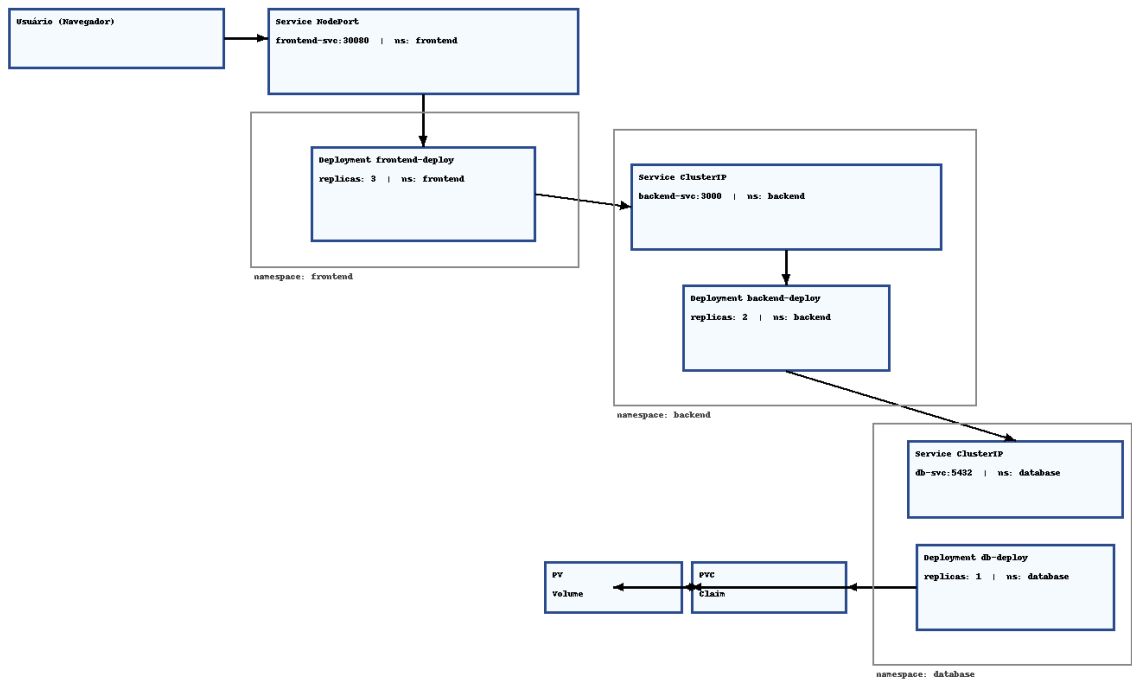 Usuário (Navegador)
Service NodePort
frontend-svc:30080 | ns: frontend
Deployment frontend-deploy
replicas: 3 | ns: frontend
namespace: frontend
Service ClusterIP
backend-svc:3000 | ns: backend
Deployment backend-deploy
replicas: 2 | ns: backend
namespace: backend
Service ClusterIP
db-svc:5432 | ns: database
Deployment db-deploy
replicas: 1 | ns: database
PV
Volume
PVC
Claim
namespace: database